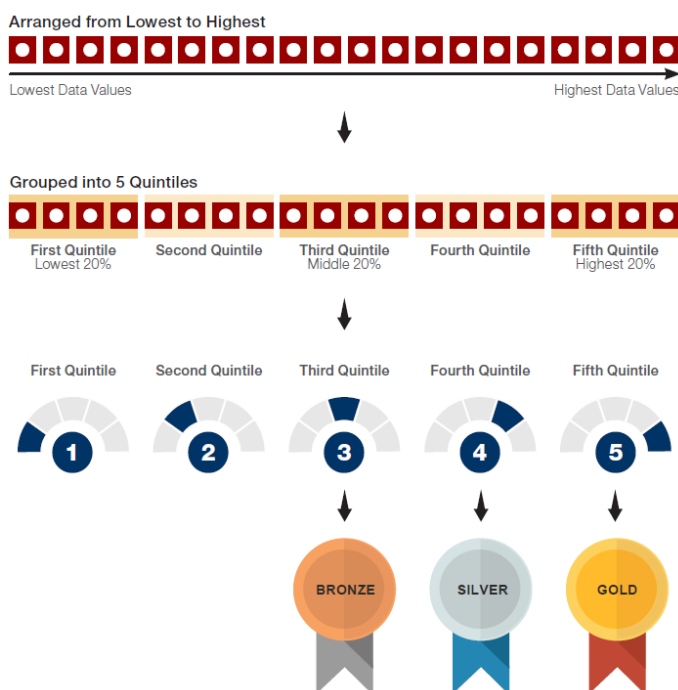 Arranged from Lowest to Highest
Lowest Data Values Highest Data Values
Grouped into 5 Quintiles
First Quintile Second Quintile Third Quintile Fourth Quintile Fifth Quintile
Lowest 20% Middle 20% Highest 20%
First Quintile Second Quintile Third Quintile Fourth Quintile Fifth Quintile
1 2 3 4 5
BRONZE SILVER GOLD